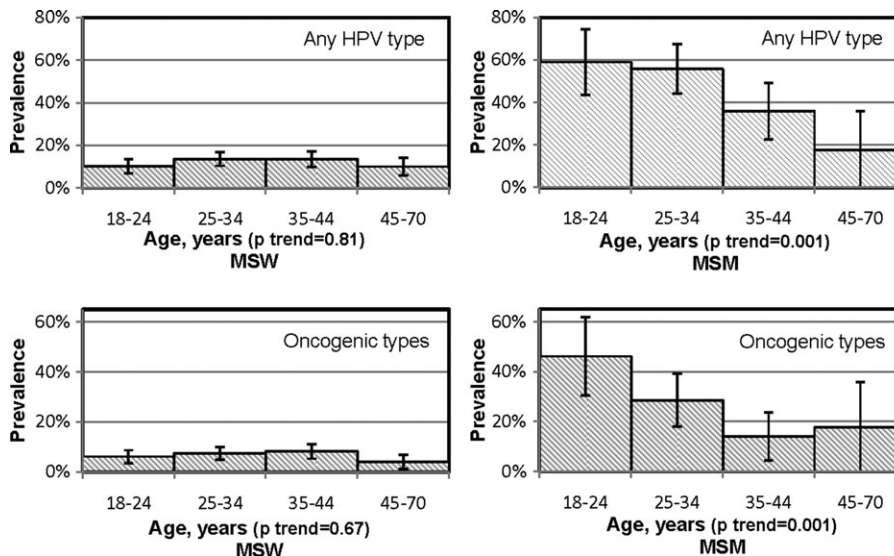 80%
60%
40%
20%
0%
Prevalence
Any HPV type
18-24 25-34 35-44 45-70
Age, years (p trend=0.81)
MSW
80%
60%
40%
20%
0%
Prevalence
Any HPV type
18-24 25-34 35-44 45-70
Age, years (p trend=0.001)
MSM
60%
40%
20%
0%
Prevalence
Oncogenic types
18-24 25-34 35-44 45-70
Age, years (p trend=0.67)
MSW
60%
40%
20%
0%
Prevalence
Oncogenic types
18-24 25-34 35-44 45-70
Age, years (p trend=0.001)
MSM